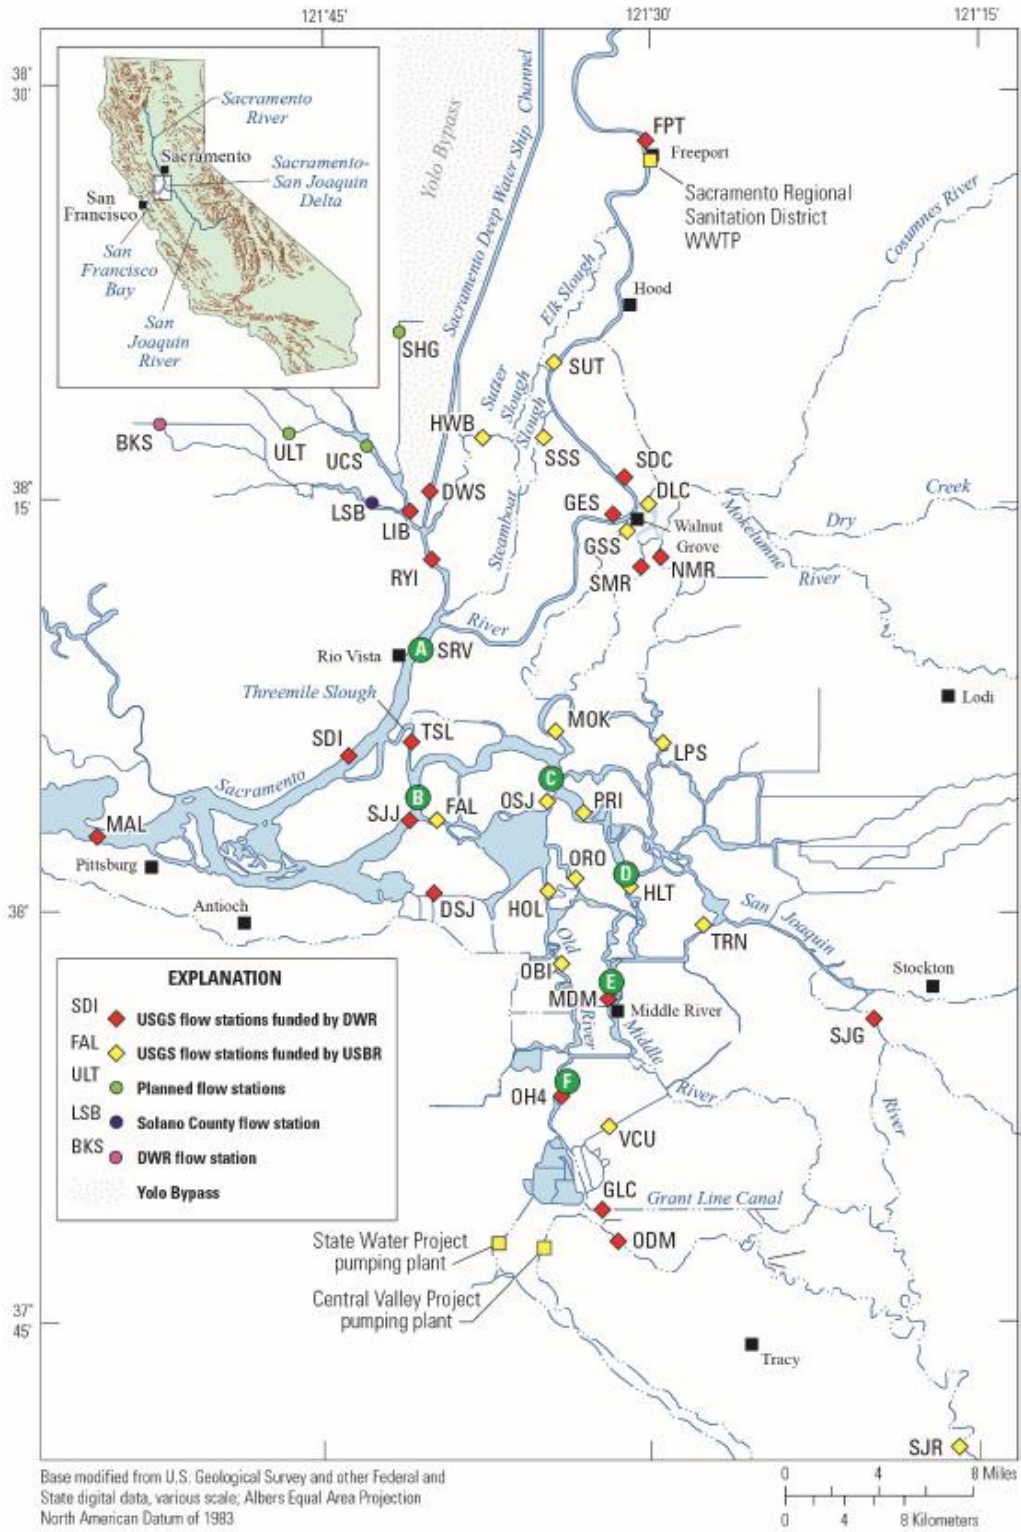 121°45'
121°30'
121°15'
38°
30'
Sacramento
River
Sacramento
Sacramento-
San Joaquin
Delta
San
Francisco
San
Francisco
Bay
San
Joaquin
River
Yolo Bypass
Sacramento Deep Water Ship Channel
FPT
Freeport
Sacramento Regional
Sanitation District
WWTP
Cosumnes River
Elk Slough
Hood
SHG
SUT
Sutter
Slough
HWB
SSS
Steamboat
Slough
BKS
ULT
UCS
LSB
LIB
DWS
SDC
DLC
GES
GSS
Walnut
Grove
SMR
NMR
Mokelumne
River
Dry
Creek
38°
15'
RYI
River
A
SRV
Rio Vista
Threemile Slough
SDI
TSL
MOK
LPS
Lodi
Sacramento
C
B
OSJ
PRI
SJJ
FAL
MAL
Pittsburg
ORO
D
HLT
HOL
DSJ
Antioch
38°
San
Joaquin
TRN
Old
OBI
E
MDM
Middle River
Stockton
SJG
River
Middle
River
River
F
OH4
VCU
GLC
Grant Line Canal
ODM
EXPLANATION
SDI
USGS flow stations funded by DWR
FAL
USGS flow stations funded by USBR
ULT
Planned flow stations
LSB
Solano County flow station
BKS
DWR flow station
Yolo Bypass
State Water Project
pumping plant
Central Valley Project
pumping plant
37°
45'
Tracy
SJR
Base modified from U.S. Geological Survey and other Federal and
State digital data, various scale; Albers Equal Area Projection
North American Datum of 1983
0 4 8 Miles
0 4 8 Kilometers